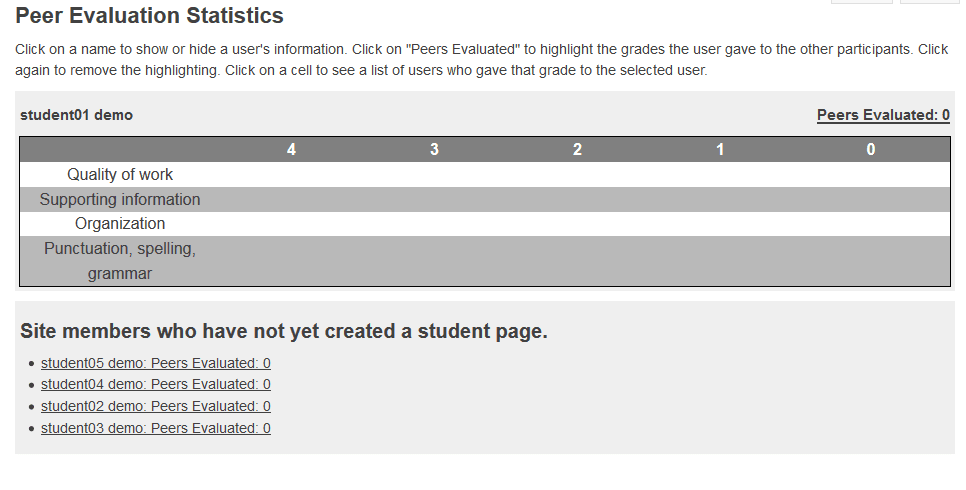 Peer Evaluation Statistics
Click on a name to show or hide a user's information. Click on "Peers Evaluated" to highlight the grades the user gave to the other participants. Click
again to remove the highlighting. Click on a cell to see a list of users who gave that grade to the selected user.
student01 demo Peers Evaluated: 0
4 3 2 1 0
Quality of work
Supporting information
Organization
Punctuation, spelling,
grammar
Site members who have not yet created a student page.
• student05 demo: Peers Evaluated: 0
• student04 demo: Peers Evaluated: 0
• student02 demo: Peers Evaluated: 0
• student03 demo: Peers Evaluated: 0